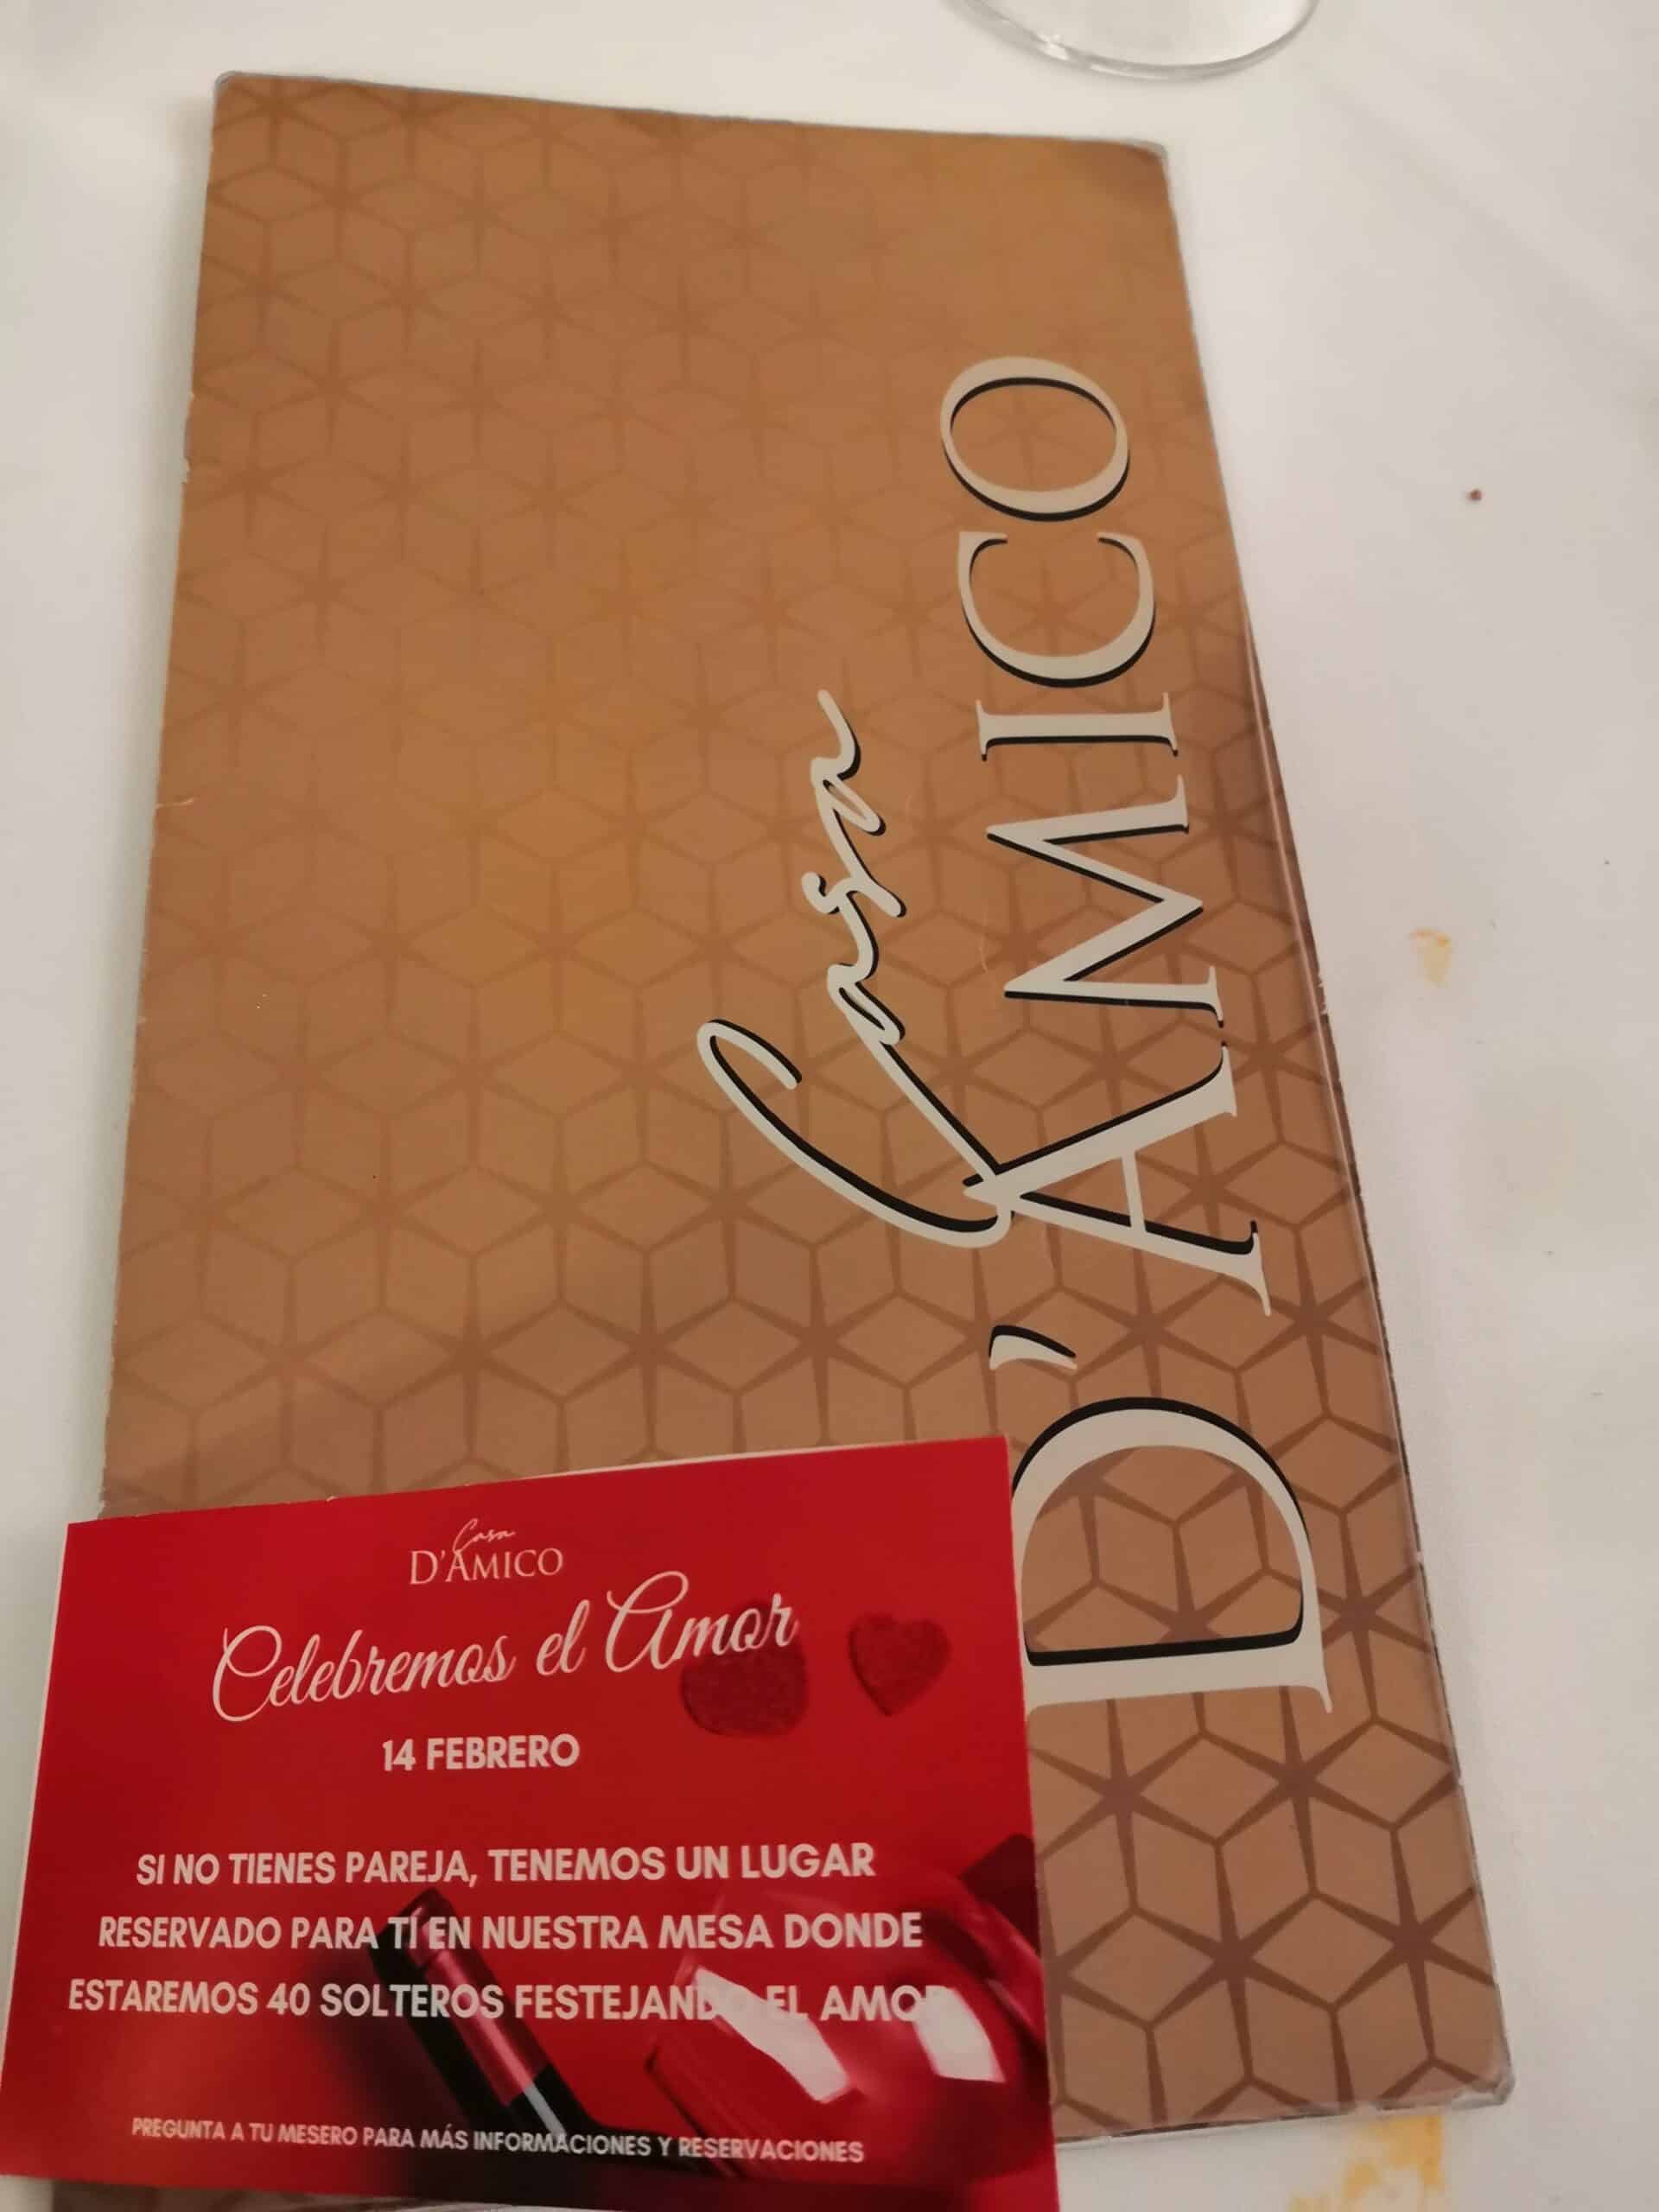 Casa
D'AMICO
Casa
D'AMICO
Celebremos el Amor
14 FEBRERO
SI NO TIENES PAREJA, TENEMOS UN LUGAR
RESERVADO PARA TÍ EN NUESTRA MESA DONDE
ESTAREMOS 40 SOLTEROS FESTEJANDO EL AMOR
PREGUNTA A TU MESERO PARA MÁS INFORMACIONES Y RESERVACIONES